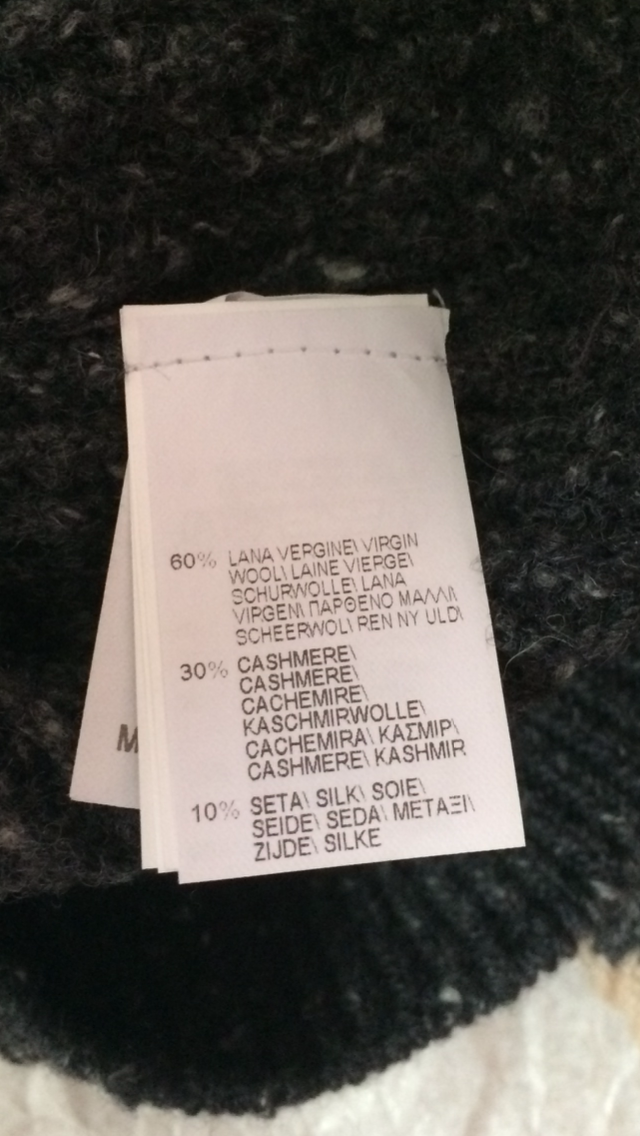 60% LANA VERGINE\ VIRGIN
WOOL\ LAINE VIERGE\
SCHURWOLLE\ LANA
VIRGEN\ ΠΑΡΘΕΝΟ ΜΑΛΛΙ\
SCHEERWOL\ REN NY ULD\
30% CASHMERE\
CASHMERE\
CACHEMIRE\
KASCHMIRWOLLE\
CACHEMIRA\ ΚΑΣΜΙΡ\
CASHMERE\ KASHMIR
10% SETA\ SILK\ SOIE\
SEIDE\ SEDA\ ΜΕΤΑΞΙ\
ZIJDE\ SILKE